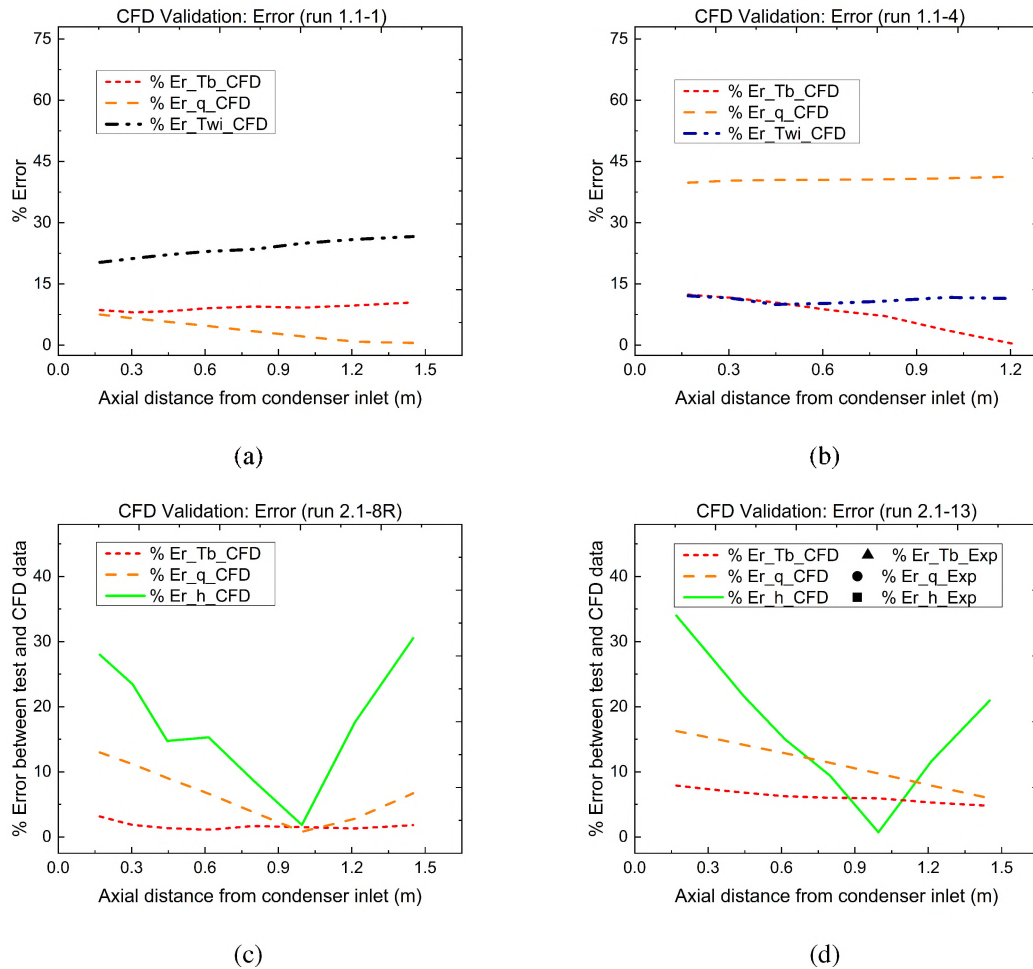 CFD Validation: Error (run 1.1-1)
75
60
45
30
15
0
% Error
% Er_Tb_CFD
% Er_q_CFD
% Er_Twi_CFD
0.0 0.3 0.6 0.9 1.2 1.5
Axial distance from condenser inlet (m)
(a)
CFD Validation: Error (run 1.1-4)
75
60
45
30
15
0
% Error
% Er_Tb_CFD
% Er_q_CFD
% Er_Twi_CFD
0.0 0.3 0.6 0.9 1.2
Axial distance from condenser inlet (m)
(b)
CFD Validation: Error (run 2.1-8R)
40
30
20
10
0
% Error between test and CFD data
% Er_Tb_CFD
% Er_q_CFD
% Er_h_CFD
0.0 0.3 0.6 0.9 1.2 1.5
Axial distance from condenser inlet (m)
(c)
CFD Validation: Error (run 2.1-13)
40
30
20
10
0
% Error between test and CFD data
% Er_Tb_CFD % Er_Tb_Exp
% Er_q_CFD % Er_q_Exp
% Er_h_CFD % Er_h_Exp
0.0 0.3 0.6 0.9 1.2 1.5
Axial distance from condenser inlet (m)
(d)